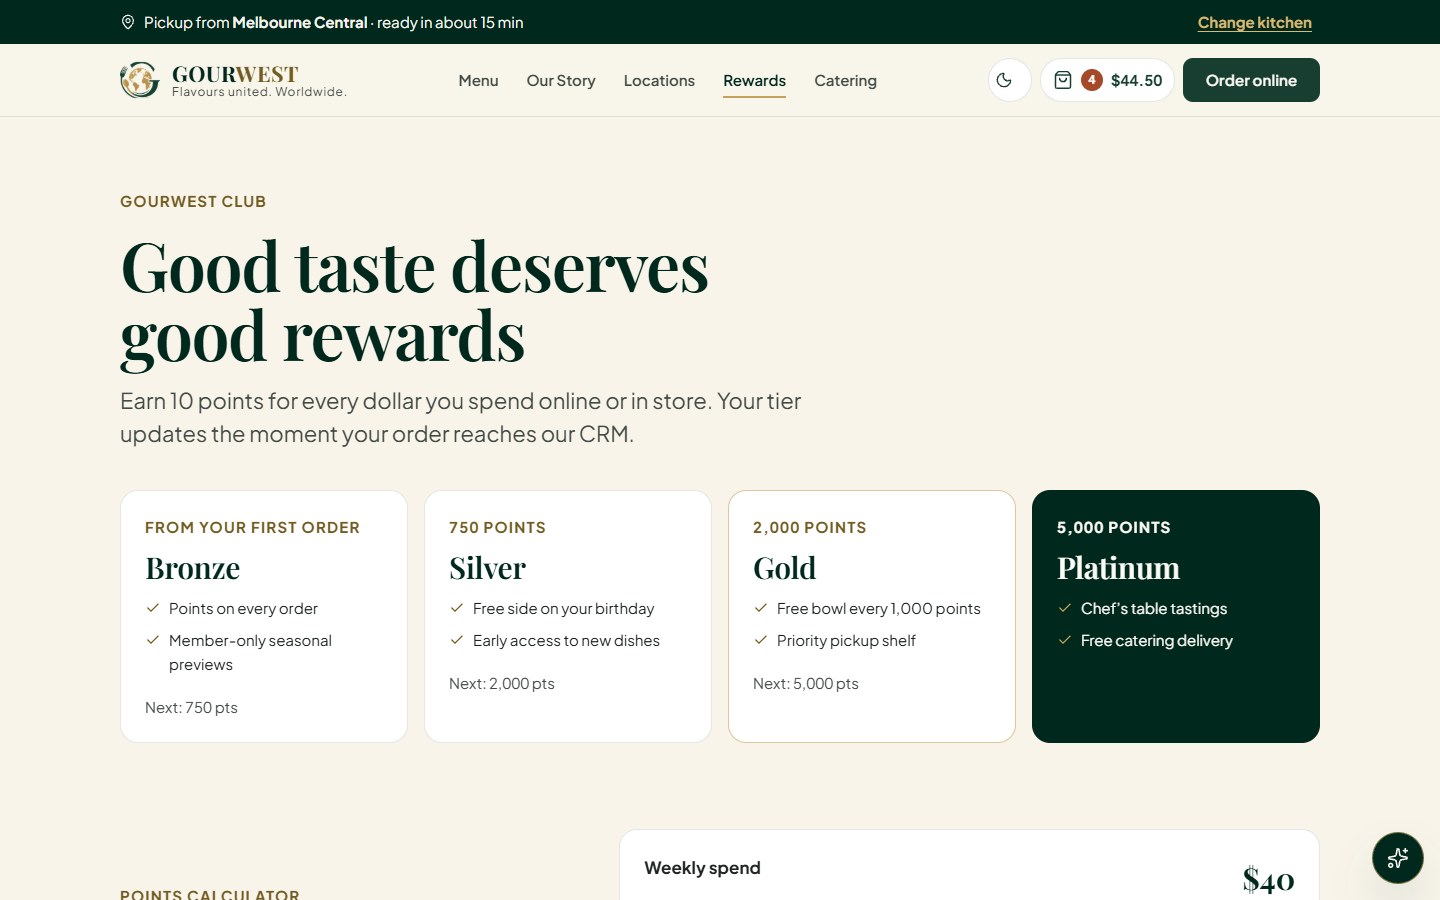 Pickup from Melbourne Central · ready in about 15 min
Change kitchen
GOURWEST
Flavours united. Worldwide.
Menu
Our Story
Locations
Rewards
Catering
4
$44.50
Order online
GOURWEST CLUB
Good taste deserves
good rewards
Earn 10 points for every dollar you spend online or in store. Your tier
updates the moment your order reaches our CRM.
FROM YOUR FIRST ORDER
Bronze
Points on every order
Member-only seasonal
previews
Next: 750 pts
750 POINTS
Silver
Free side on your birthday
Early access to new dishes
Next: 2,000 pts
2,000 POINTS
Gold
Free bowl every 1,000 points
Priority pickup shelf
Next: 5,000 pts
5,000 POINTS
Platinum
Chef’s table tastings
Free catering delivery
POINTS CALCULATOR
Weekly spend
$40